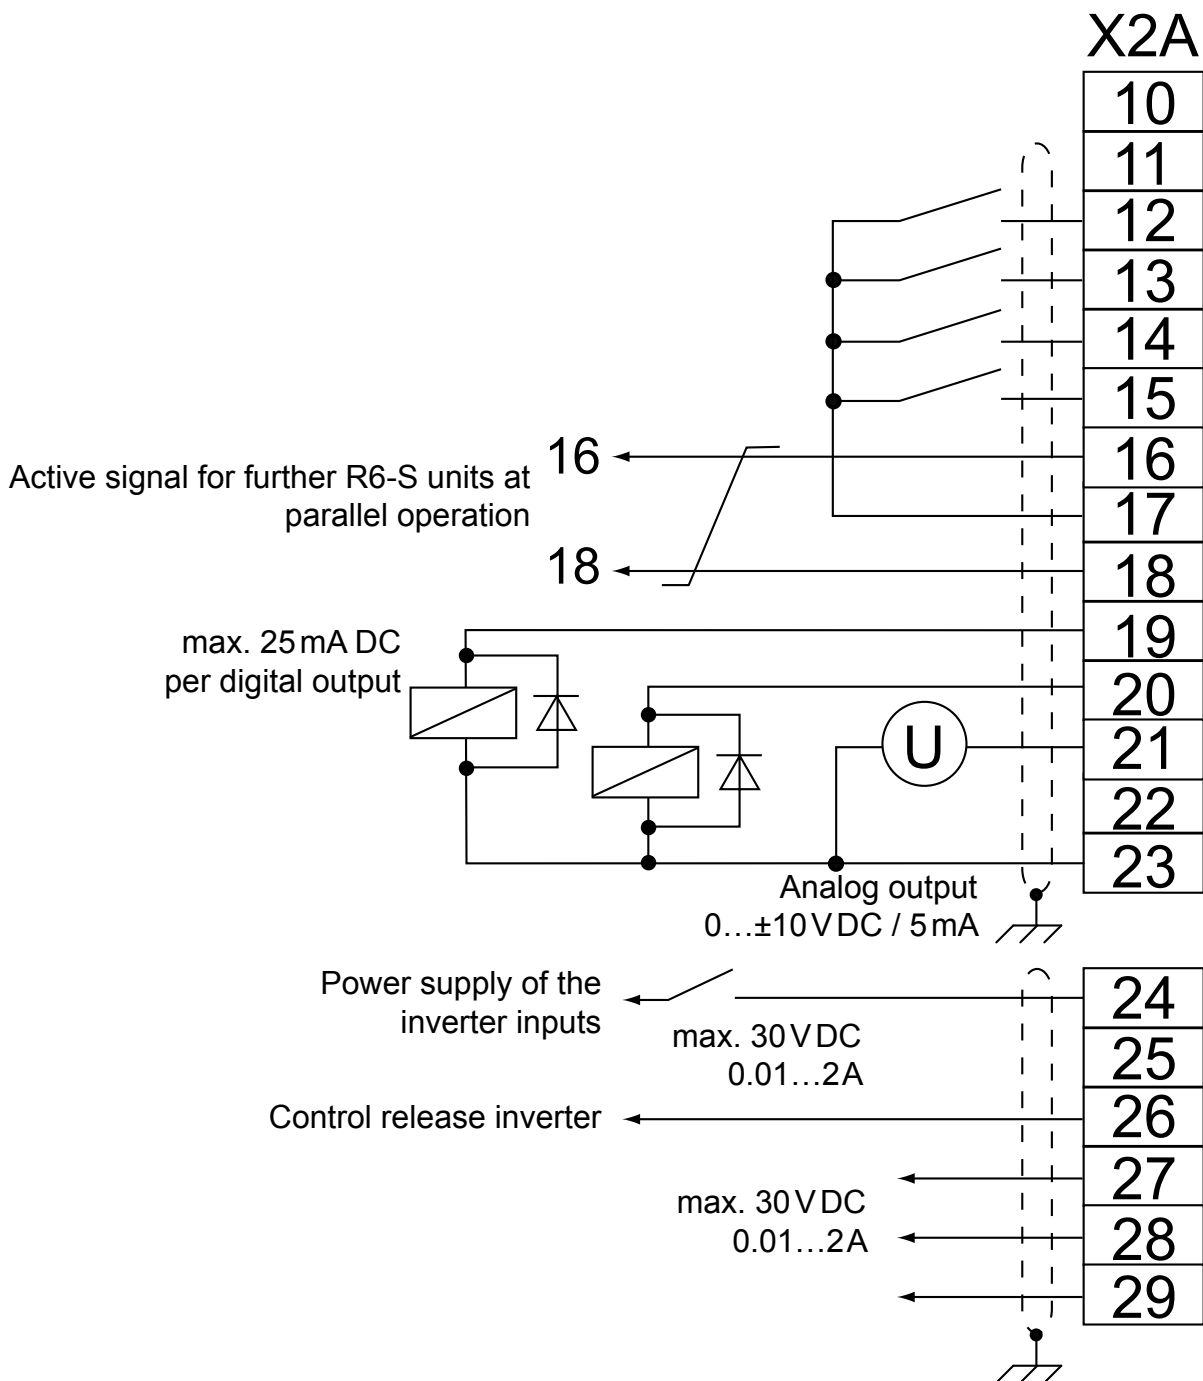 X2A
10
11
12
13
14
15
16
16
Active signal for further R6-S units at
parallel operation
17
18
18
19
max. 25 mA DC
per digital output
20
U
21
22
23
Analog output
0…±10 V DC / 5 mA
Power supply of the
inverter inputs
24
max. 30 V DC
0.01…2 A
25
Control release inverter
26
27
max. 30 V DC
0.01…2 A
28
29